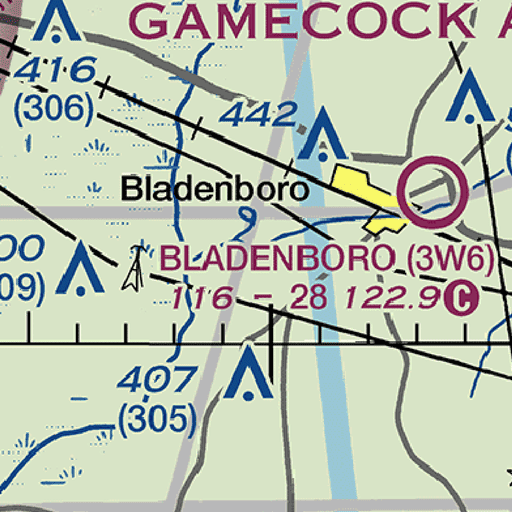 GAMECOCK A
416
(306)
442
Bladenboro
00
09)
BLADENBORO (3W6)
116 - 28 122.9 C
407
(305)